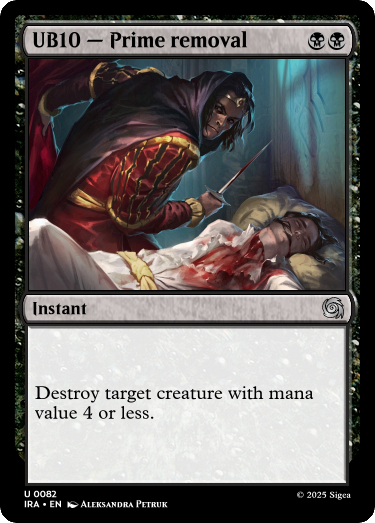 UB10 — Prime removal
Instant
Destroy target creature with mana
value 4 or less.
U 0082
IRA • EN Aleksandra Petruk
© 2025 Sigea